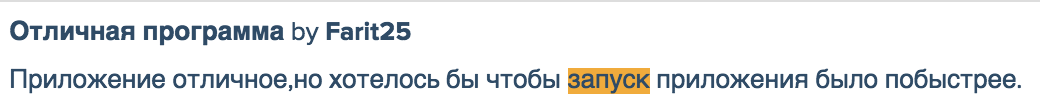 Отличная программа by Farit25
Приложение отличное,но хотелось бы чтобы запуск приложения было побыстрее.